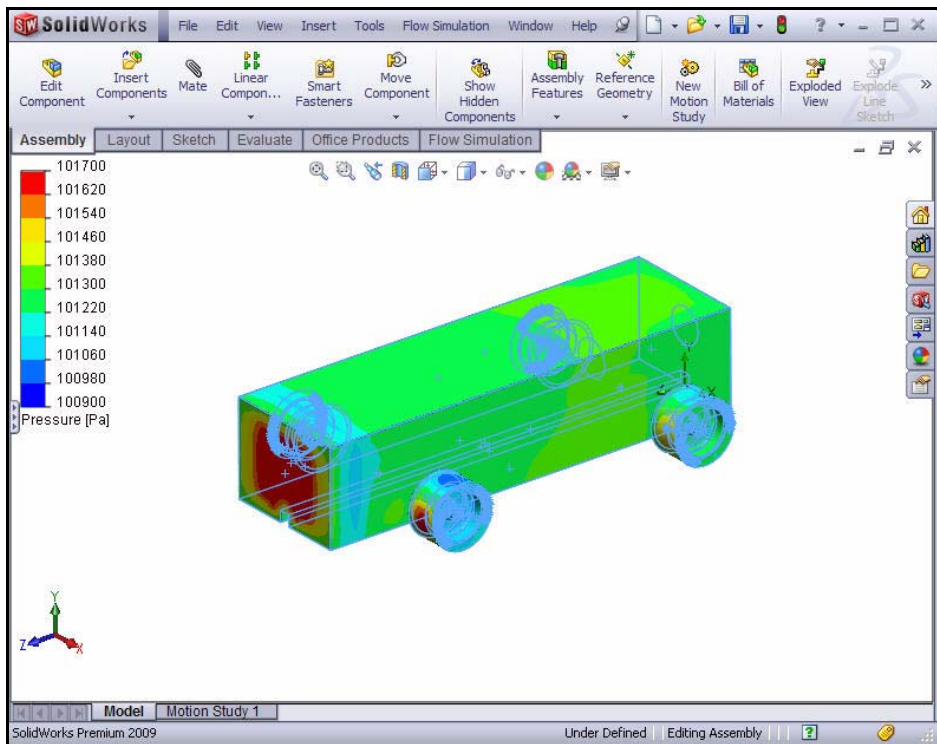 SolidWorks File Edit View Insert Tools Flow Simulation Window Help ?
Edit Component
Insert Components
Mate
Linear Compon...
Smart Fasteners
Move Component
Show Hidden Components
Assembly Features
Reference Geometry
New Motion Study
Bill of Materials
Exploded View
Explode Line Sketch
Assembly Layout Sketch Evaluate Office Products Flow Simulation
101700
101620
101540
101460
101380
101300
101220
101140
101060
100980
100900
Pressure [Pa]
Y
Z X
Model Motion Study 1
SolidWorks Premium 2009 Under Defined Editing Assembly ?